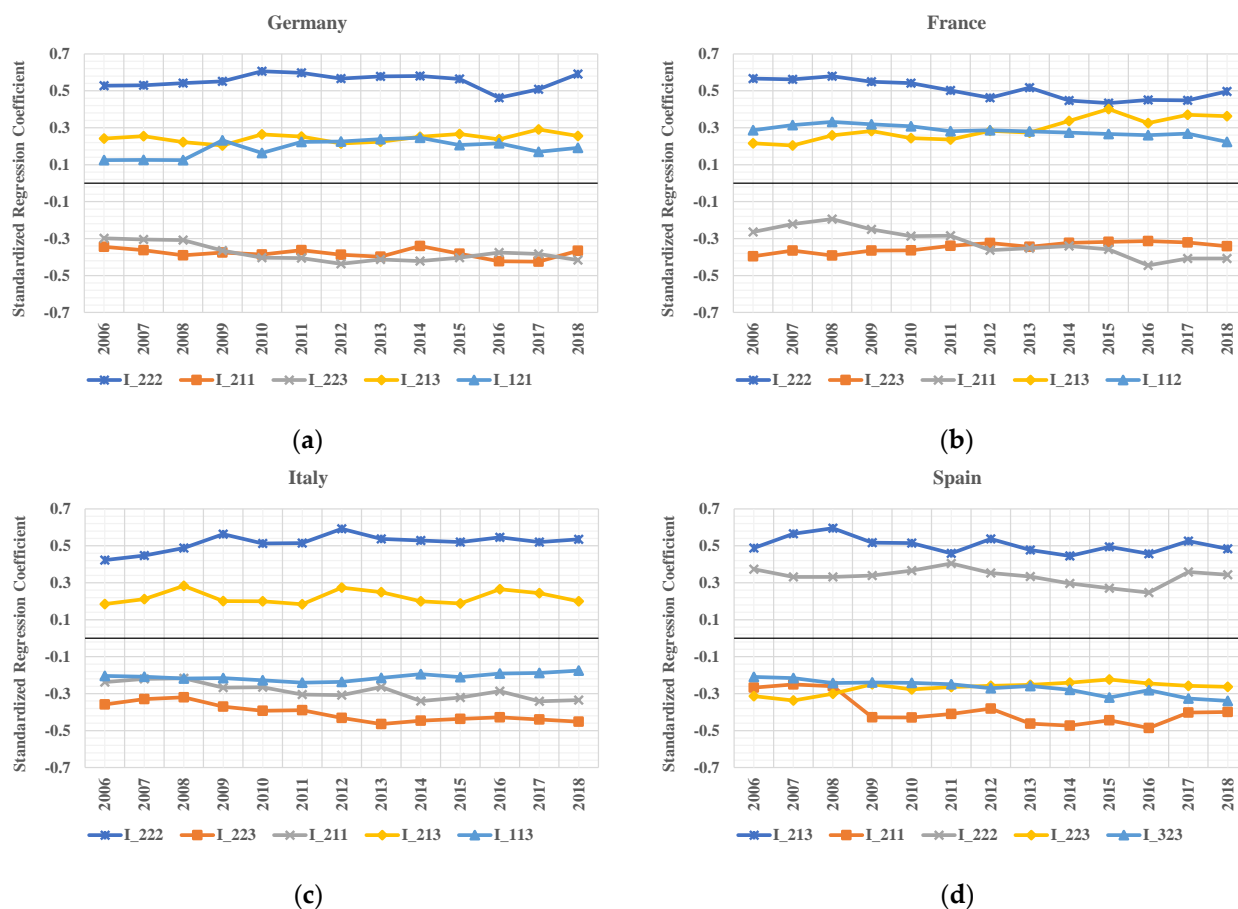 Germany
Standardized Regression Coefficient
0.7
0.5
0.3
0.1
-0.1
-0.3
-0.5
-0.7
2006 2007 2008 2009 2010 2011 2012 2013 2014 2015 2016 2017 2018
I_222 I_211 I_223 I_213 I_121
(a)
France
Standardized Regression Coefficient
0.7
0.5
0.3
0.1
-0.1
-0.3
-0.5
-0.7
2006 2007 2008 2009 2010 2011 2012 2013 2014 2015 2016 2017 2018
I_222 I_223 I_211 I_213 I_112
(b)
Italy
Standardized Regression Coefficient
0.7
0.5
0.3
0.1
-0.1
-0.3
-0.5
-0.7
2006 2007 2008 2009 2010 2011 2012 2013 2014 2015 2016 2017 2018
I_222 I_223 I_211 I_213 I_113
(c)
Spain
Standardized Regression Coefficient
0.7
0.5
0.3
0.1
-0.1
-0.3
-0.5
-0.7
2006 2007 2008 2009 2010 2011 2012 2013 2014 2015 2016 2017 2018
I_213 I_211 I_222 I_223 I_323
(d)